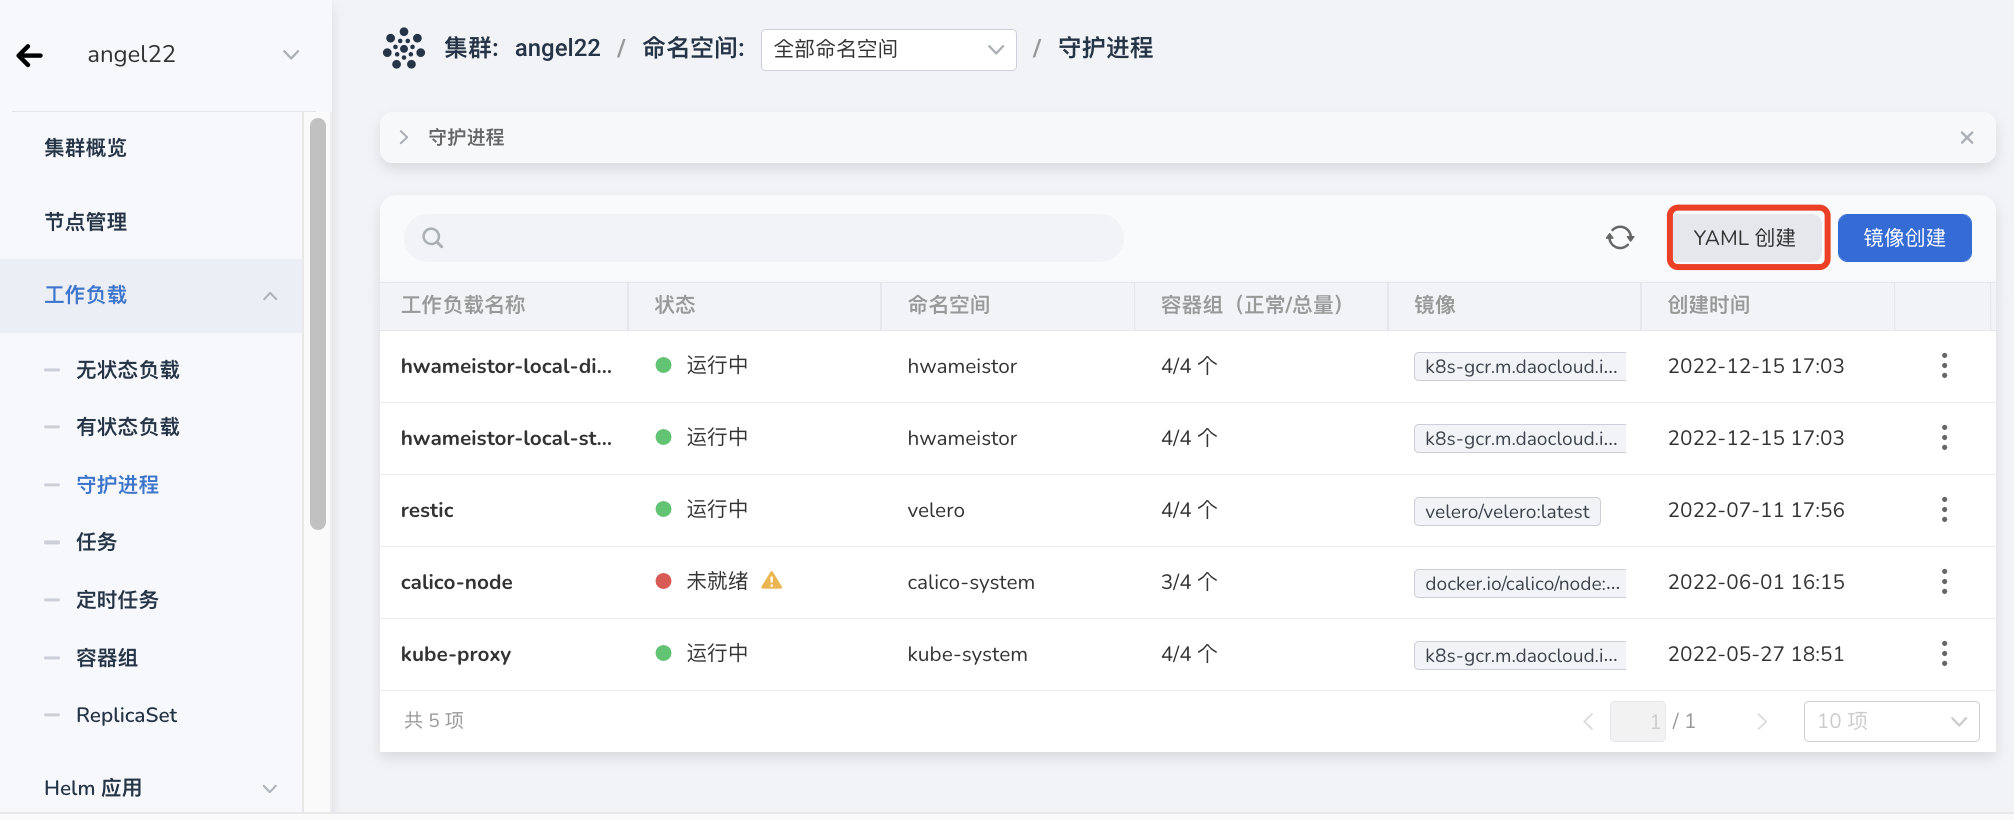 angel22
集群: angel22 / 命名空间: 全部命名空间 / 守护进程
集群概览
节点管理
工作负载
无状态负载
有状态负载
守护进程
任务
定时任务
容器组
ReplicaSet
Helm 应用
守护进程
YAML 创建 镜像创建
工作负载名称 状态 命名空间 容器组（正常/总量） 镜像 创建时间
hwameistor-local-di... 运行中 hwameistor 4/4 个 k8s-gcr.m.daocloud.i... 2022-12-15 17:03
hwameistor-local-st... 运行中 hwameistor 4/4 个 k8s-gcr.m.daocloud.i... 2022-12-15 17:03
restic 运行中 velero 4/4 个 velero/velero:latest 2022-07-11 17:56
calico-node 未就绪 calico-system 3/4 个 docker.io/calico/node:... 2022-06-01 16:15
kube-proxy 运行中 kube-system 4/4 个 k8s-gcr.m.daocloud.i... 2022-05-27 18:51
共 5 项 1 / 1 10 项